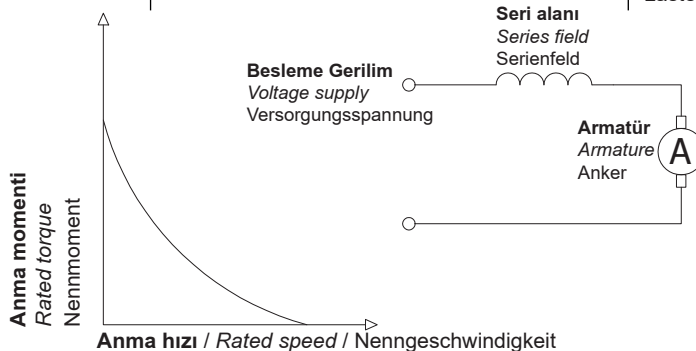 Seri alanı
Series field
Serienfeld
Besleme Gerilim
Voltage supply
Versorgungsspannung
Armatür
Armature
Anker
A
Anma momenti
Rated torque
Nennmoment
Anma hızı / Rated speed / Nenngeschwindigkeit